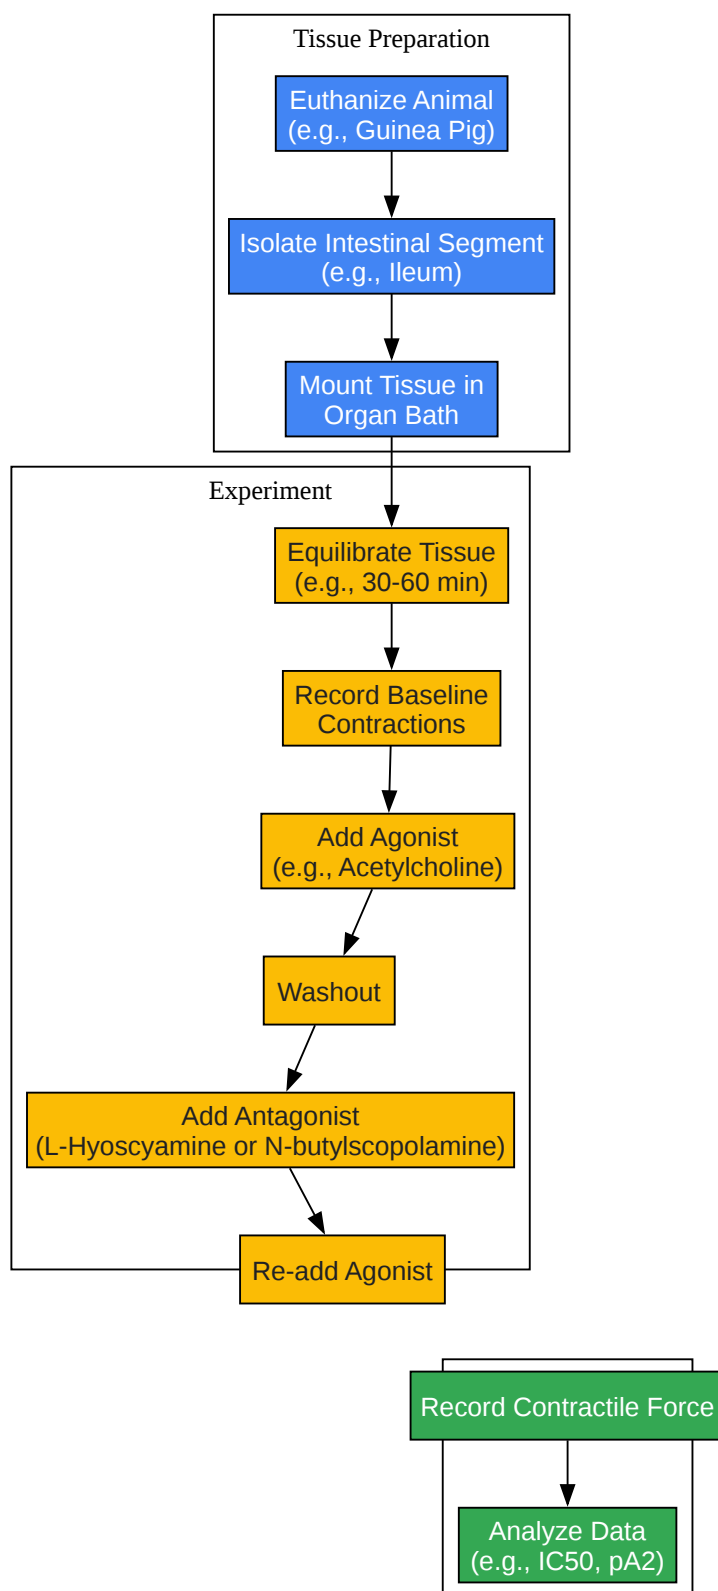 Tissue Preparation
Euthanize Animal
(e.g., Guinea Pig)
Isolate Intestinal Segment
(e.g., Ileum)
Mount Tissue in
Organ Bath
Experiment
Equilibrate Tissue
(e.g., 30-60 min)
Record Baseline
Contractions
Add Agonist
(e.g., Acetylcholine)
Washout
Add Antagonist
(L-Hyoscyamine or N-butylscopolamine)
Re-add Agonist
Record Contractile Force
Analyze Data
(e.g., IC50, pA2)